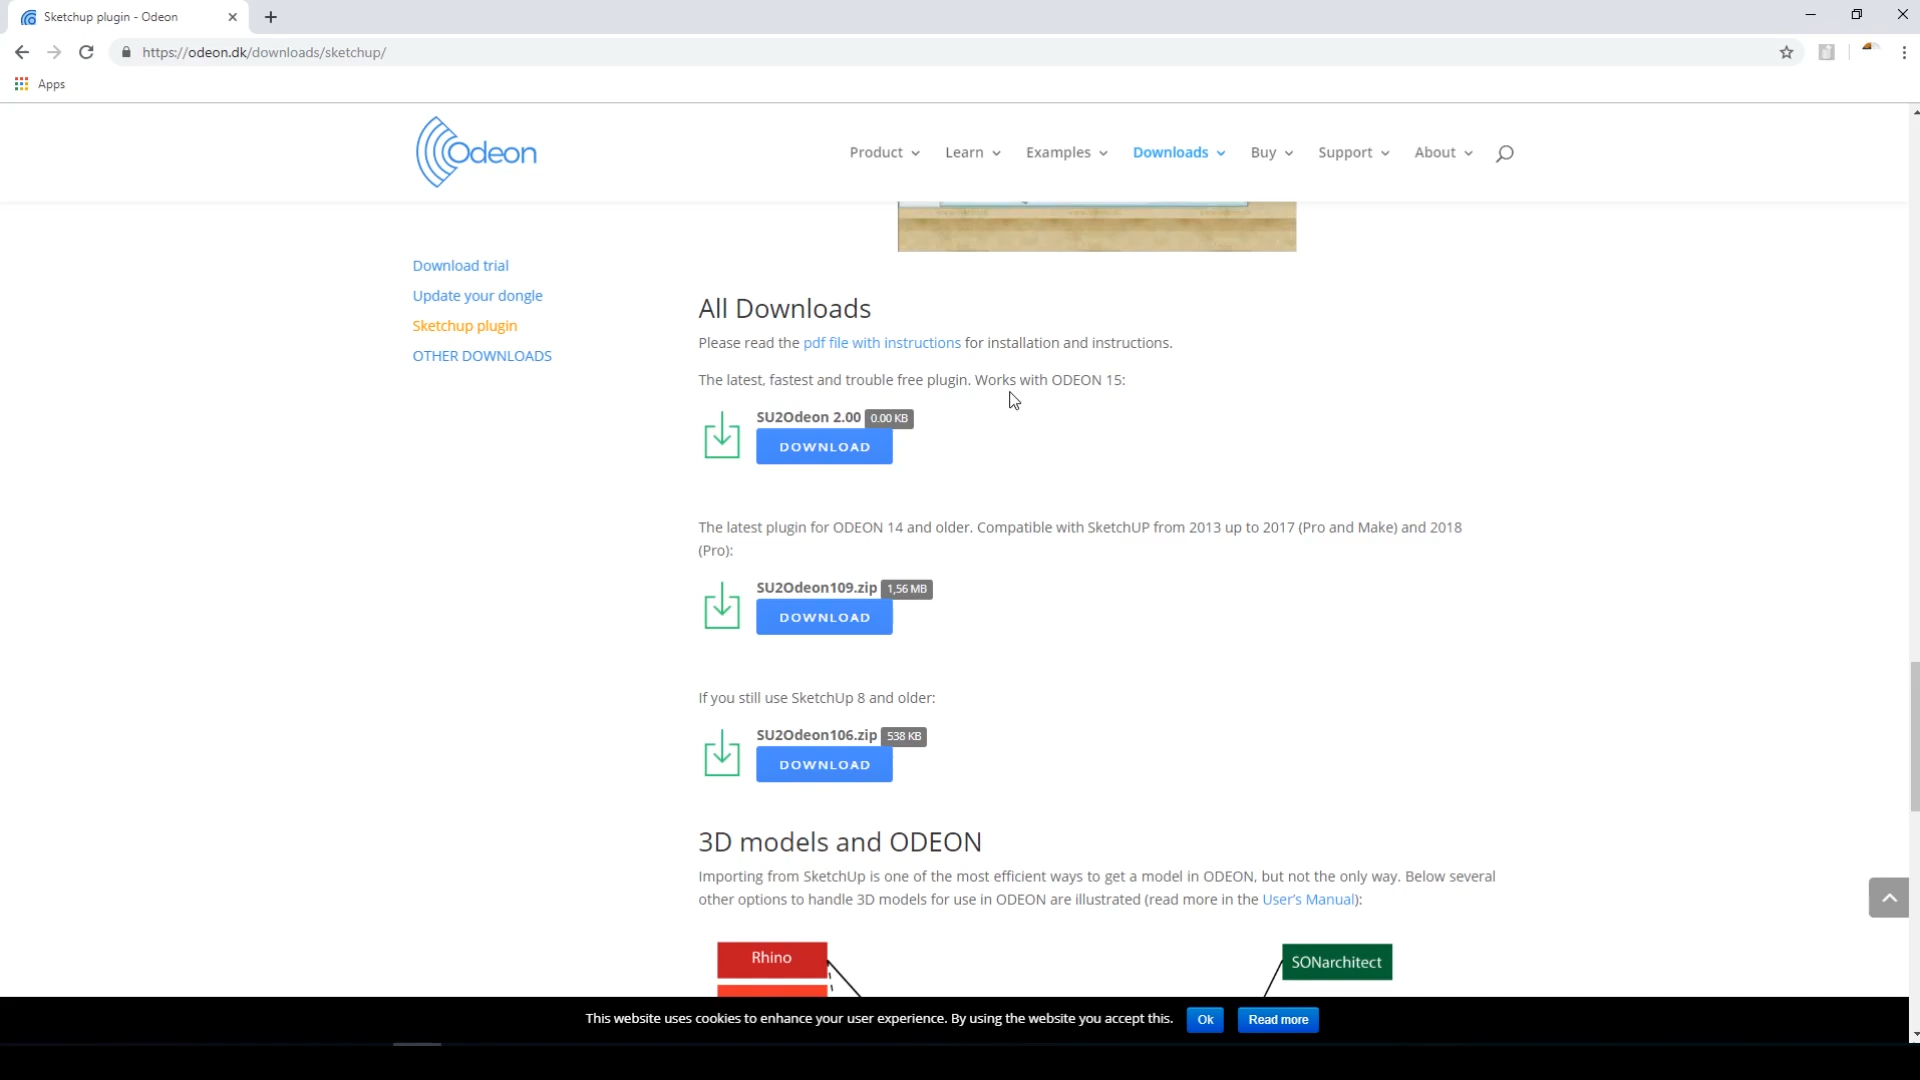 Sketchup plugin - Odeon
https://odeon.dk/downloads/sketchup/
Apps
Odeon
Product
Learn
Examples
Downloads
Buy
Support
About
Download trial
Update your dongle
Sketchup plugin
OTHER DOWNLOADS
All Downloads
Please read the pdf file with instructions for installation and instructions.
The latest, fastest and trouble free plugin. Works with ODEON 15:
SU2Odeon 2.00 0.00 KB
DOWNLOAD
The latest plugin for ODEON 14 and older. Compatible with SketchUP from 2013 up to 2017 (Pro and Make) and 2018
(Pro):
SU2Odeon109.zip 1,56 MB
DOWNLOAD
If you still use SketchUp 8 and older:
SU2Odeon106.zip 538 KB
DOWNLOAD
3D models and ODEON
Importing from SketchUp is one of the most efficient ways to get a model in ODEON, but not the only way. Below several
other options to handle 3D models for use in ODEON are illustrated (read more in the User's Manual):
Rhino
SONarchitect
This website uses cookies to enhance your user experience. By using the website you accept this.
Ok
Read more